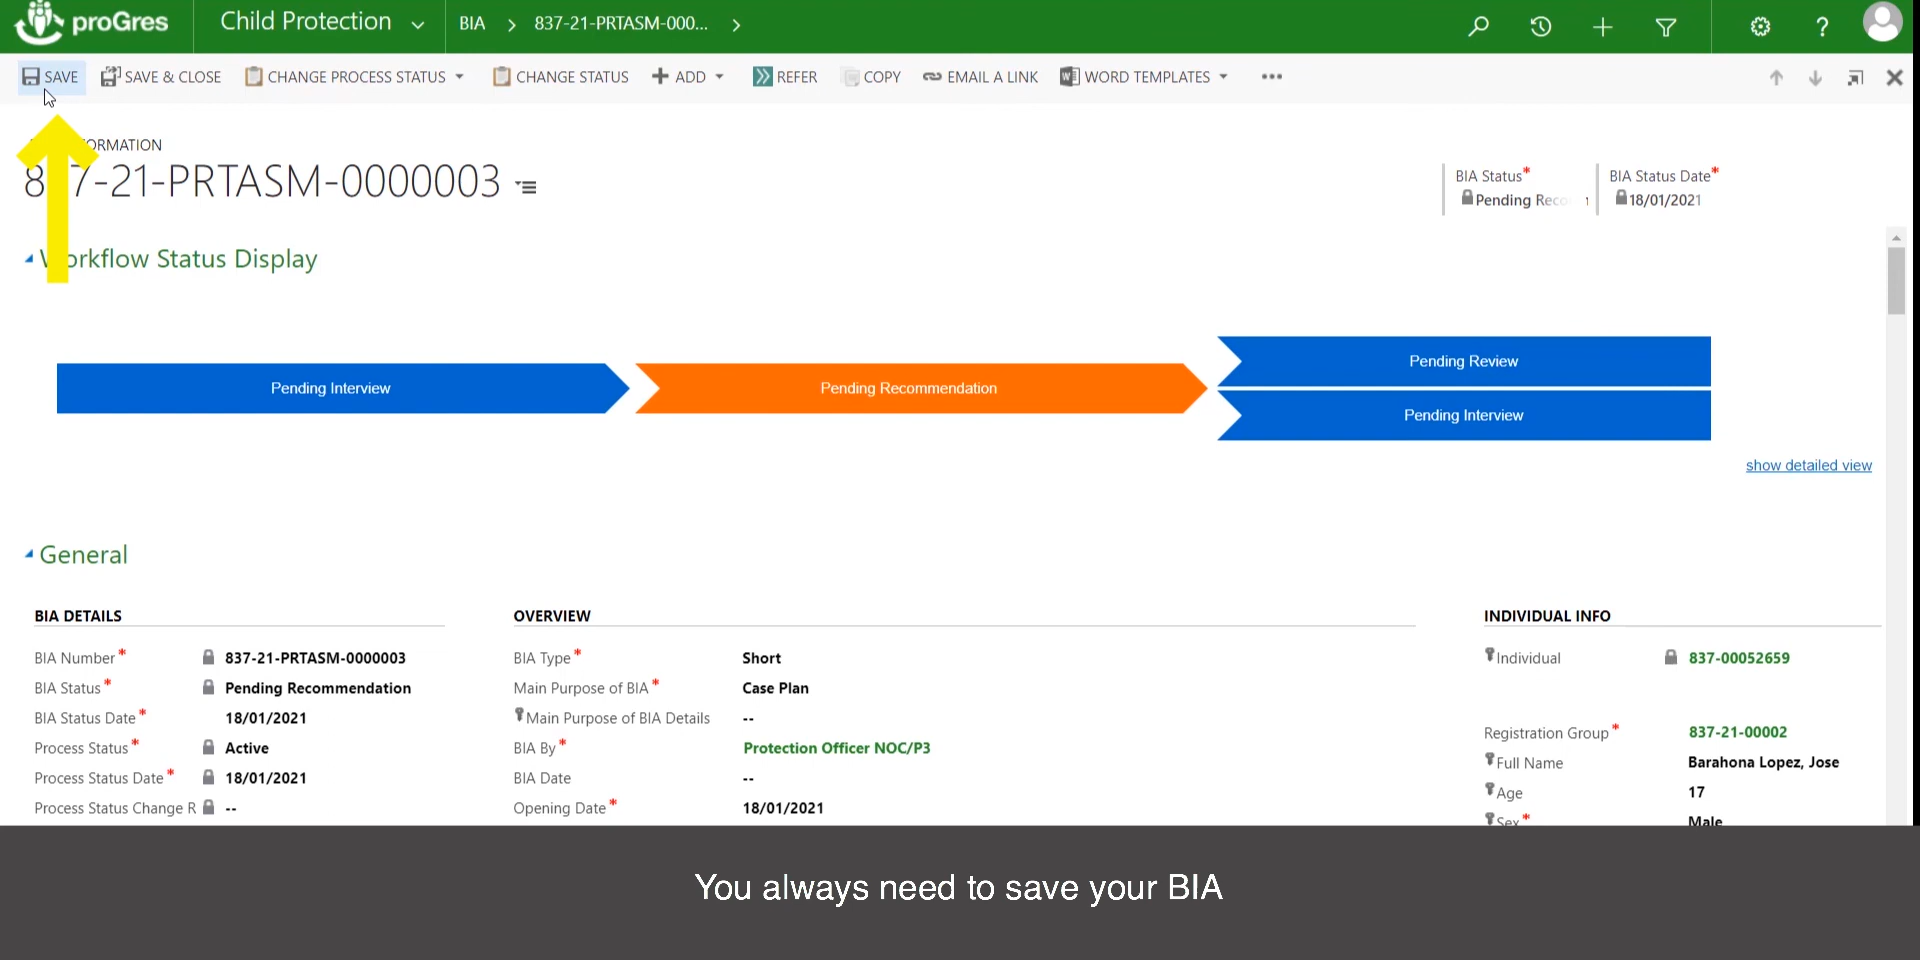 proGres Child Protection BIA 837-21-PRTASM-000...
SAVE SAVE & CLOSE CHANGE PROCESS STATUS CHANGE STATUS ADD REFER COPY EMAIL A LINK WORD TEMPLATES
ORMATION
837-21-PRTASM-0000003
BIA Status* BIA Status Date*
Pending Reco 18/01/2021
Workflow Status Display
Pending Interview
Pending Recommendation
Pending Review
Pending Interview
show detailed view
General
BIA DETAILS
BIA Number* 837-21-PRTASM-0000003
BIA Status* Pending Recommendation
BIA Status Date* 18/01/2021
Process Status* Active
Process Status Date* 18/01/2021
Process Status Change R --
OVERVIEW
BIA Type* Short
Main Purpose of BIA* Case Plan
Main Purpose of BIA Details --
BIA By* Protection Officer NOC/P3
BIA Date --
Opening Date* 18/01/2021
INDIVIDUAL INFO
Individual 837-00052659
Registration Group* 837-21-00002
Full Name Barahona Lopez, Jose
Age 17
Sex* Male
You always need to save your BIA